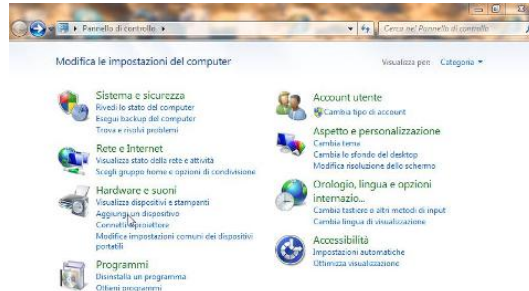 Pannello di controllo
Cerca nel Pannello di controllo
Modifica le impostazioni del computer
Visualizza per: Categoria
Sistema e sicurezza
Rivedi lo stato del computer
Esegui backup del computer
Trova e risolvi problemi
Rete e Internet
Visualizza stato della rete e attività
Scegli gruppo home e opzioni di condivisione
Hardware e suoni
Visualizza dispositivi e stampanti
Aggiungi un dispositivo
Connetti proiettore
Modifica impostazioni comuni dei dispositivi
portatili
Programmi
Disinstalla un programma
Ottieni programmi
Account utente
Cambia tipo di account
Aspetto e personalizzazione
Cambia tema
Cambia lo sfondo del desktop
Modifica risoluzione dello schermo
Orologio, lingua e opzioni
internazio...
Cambia tastiere o altri metodi di input
Cambia lingua di visualizzazione
Accessibilità
Impostazioni automatiche
Ottimizza visualizzazione